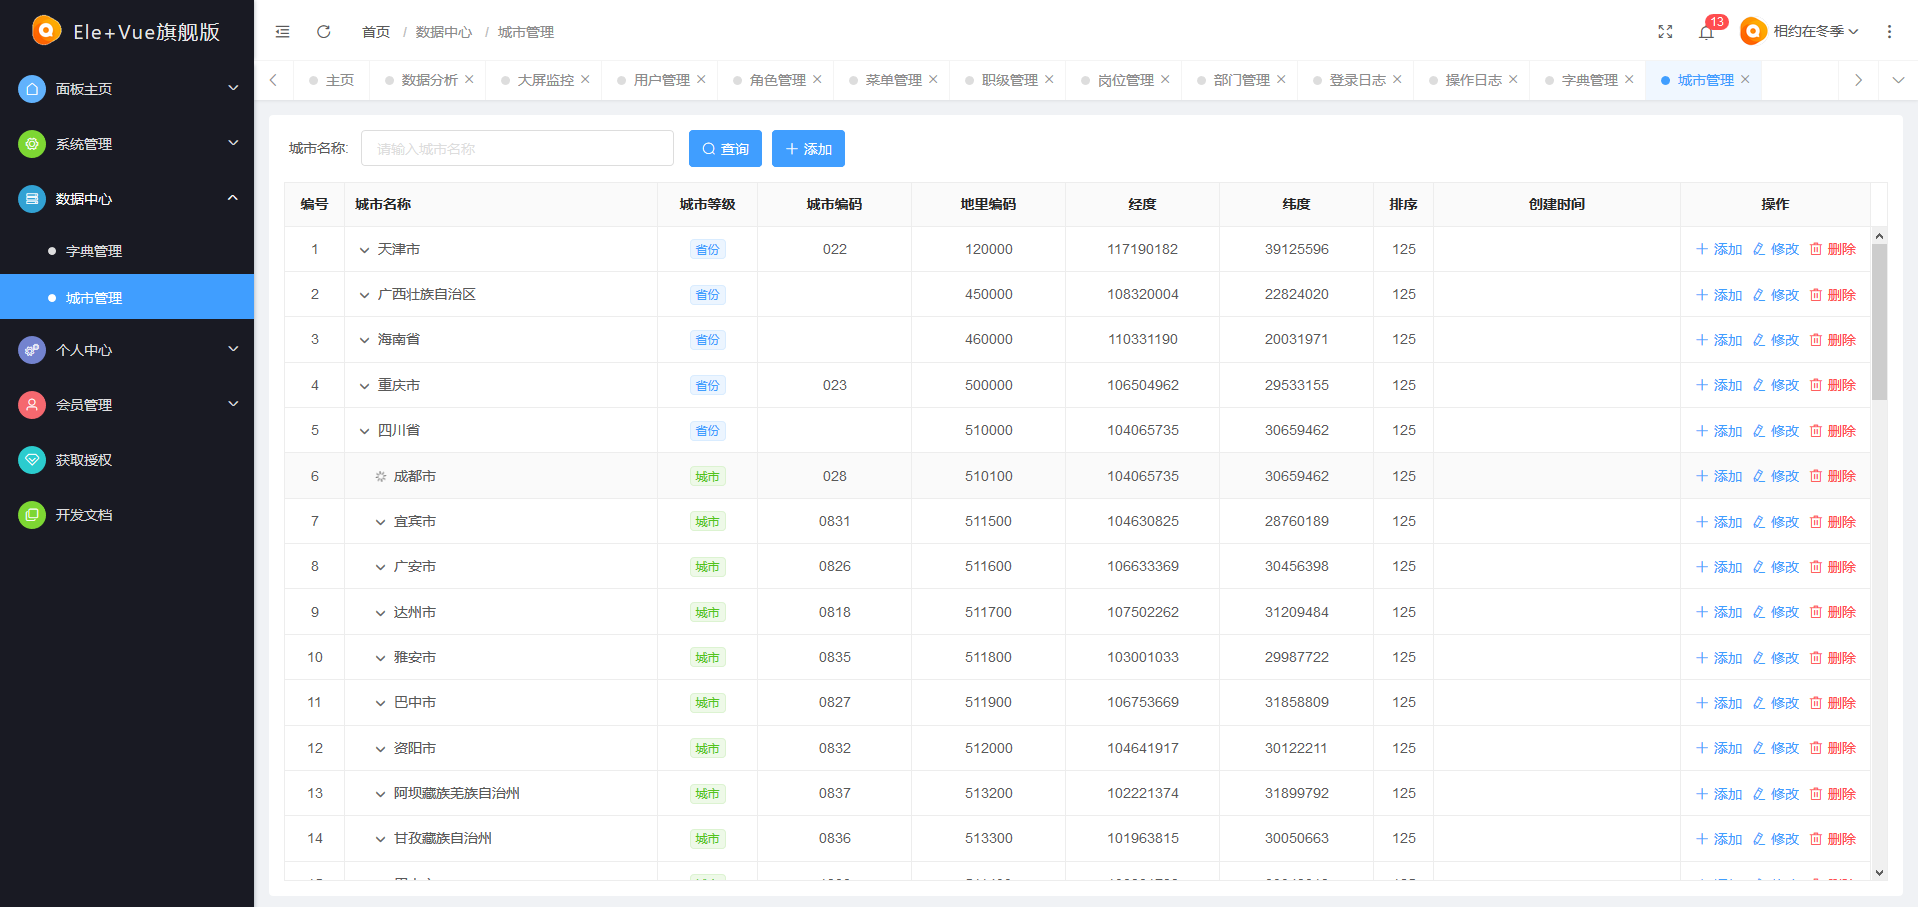 Ele+Vue旗舰版
首页 / 数据中心 / 城市管理
13
相约在冬季
主页 数据分析 大屏监控 用户管理 角色管理 菜单管理 职级管理 岗位管理 部门管理 登录日志 操作日志 字典管理 城市管理
面板主页
系统管理
数据中心
字典管理
城市管理
个人中心
会员管理
获取授权
开发文档
城市名称: 请输入城市名称 查询 添加
编号 城市名称 城市等级 城市编码 地里编码 经度 纬度 排序 创建时间 操作
1 天津市 省份 022 120000 117190182 39125596 125 添加 修改 删除
2 广西壮族自治区 省份 450000 108320004 22824020 125 添加 修改 删除
3 海南省 省份 460000 110331190 20031971 125 添加 修改 删除
4 重庆市 省份 023 500000 106504962 29533155 125 添加 修改 删除
5 四川省 省份 510000 104065735 30659462 125 添加 修改 删除
6 成都市 城市 028 510100 104065735 30659462 125 添加 修改 删除
7 宜宾市 城市 0831 511500 104630825 28760189 125 添加 修改 删除
8 广安市 城市 0826 511600 106633369 30456398 125 添加 修改 删除
9 达州市 城市 0818 511700 107502262 31209484 125 添加 修改 删除
10 雅安市 城市 0835 511800 103001033 29987722 125 添加 修改 删除
11 巴中市 城市 0827 511900 106753669 31858809 125 添加 修改 删除
12 资阳市 城市 0832 512000 104641917 30122211 125 添加 修改 删除
13 阿坝藏族羌族自治州 城市 0837 513200 102221374 31899792 125 添加 修改 删除
14 甘孜藏族自治州 城市 0836 513300 101963815 30050663 125 添加 修改 删除